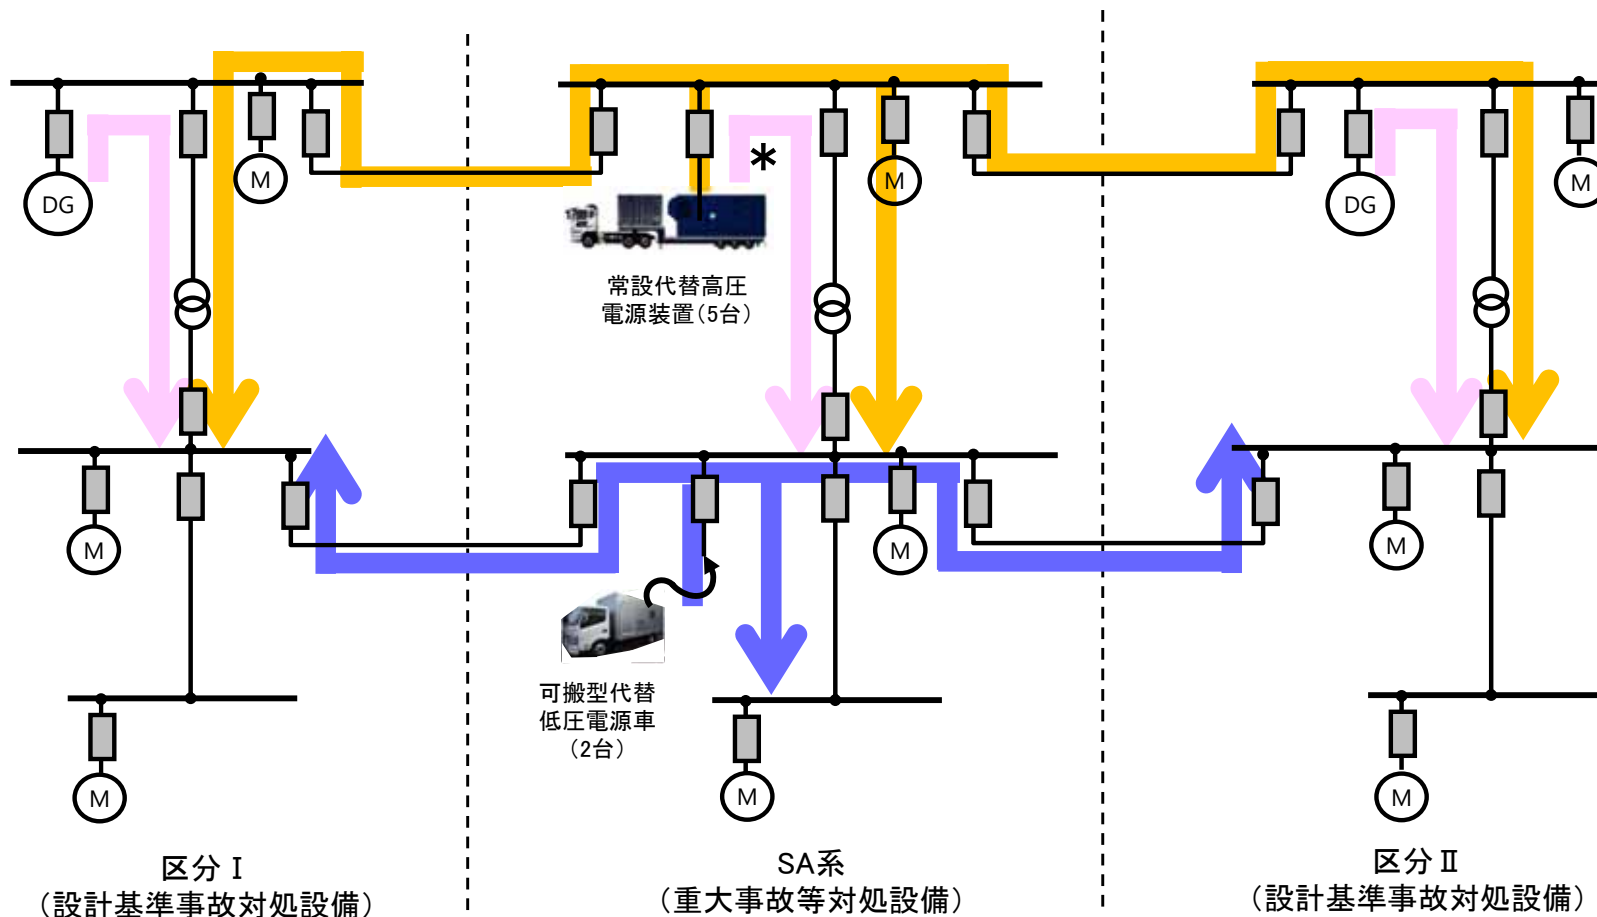 M
DG
*
M
M
DG
常設代替高圧
電源装置(5台)
M
M
M
M
可搬型代替
低圧電源車
(2台)
M
M
M
区分Ⅰ
(設計基準事故対処設備)
SA系
(重大事故等対処設備)
区分Ⅱ
(設計基準事故対処設備)